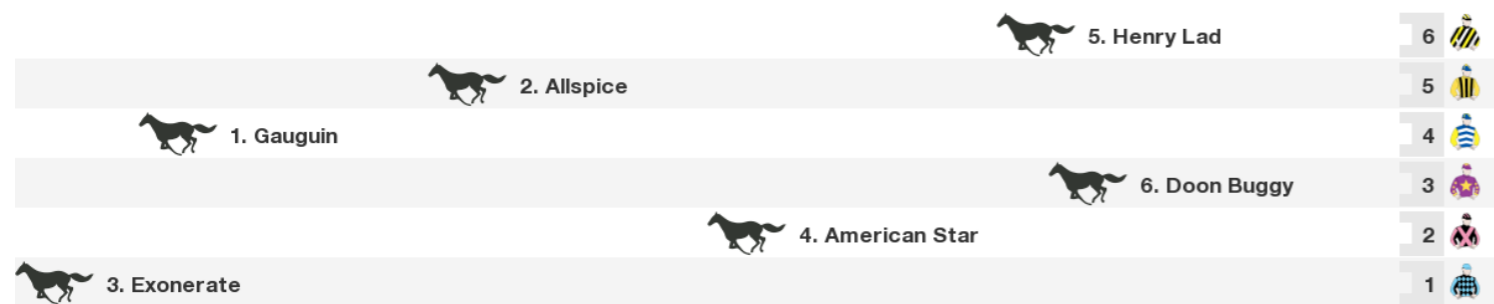 5. Henry Lad 6
2. Allspice 5
1. Gauguin 4
6. Doon Buggy 3
4. American Star 2
3. Exonerate 1